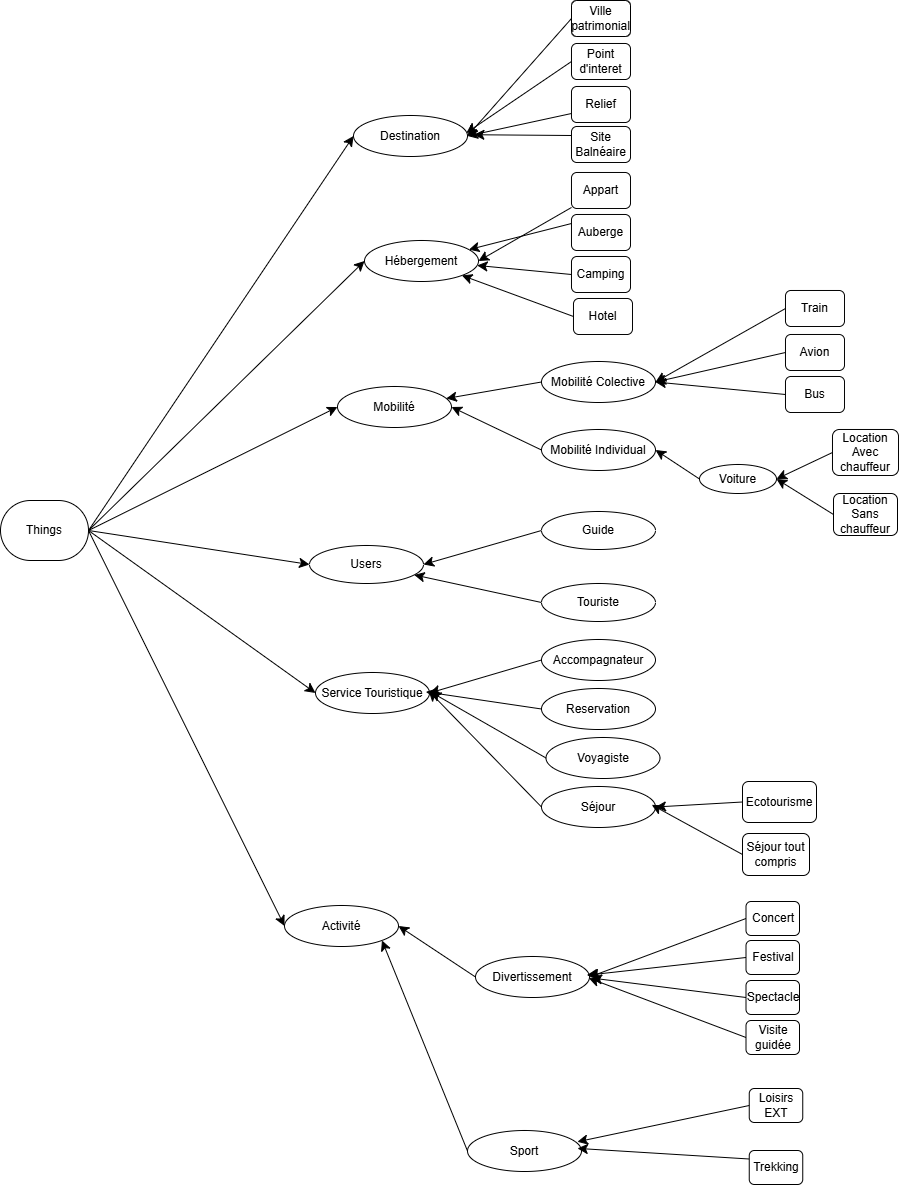 Things
Destination
Ville
patrimonial
Point
d'interet
Relief
Site
Balnéaire
Hébergement
Appart
Auberge
Camping
Hotel
Mobilité
Mobilité Colective
Train
Avion
Bus
Mobilité Individual
Voiture
Location
Avec
chauffeur
Location
Sans
chauffeur
Users
Guide
Touriste
Service Touristique
Accompagnateur
Reservation
Voyagiste
Séjour
Ecotourisme
Séjour tout
compris
Activité
Divertissement
Concert
Festival
Spectacle
Visite
guidée
Sport
Loisirs
EXT
Trekking